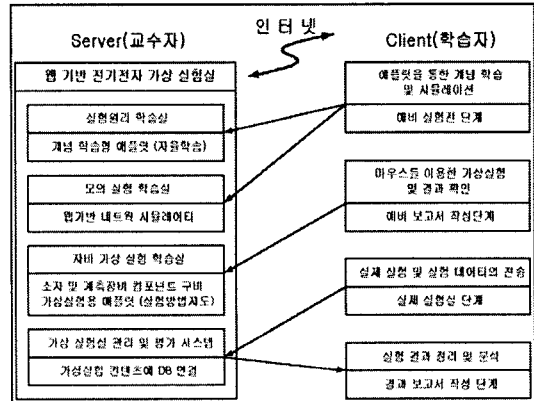 인 터 넷
Server(교수자)
Client(학습자)
웹 기반 전기전자 가상 실험실
실험원리 학습실
개념 학습형 애플릿 (자율학습)
모의 실험 학습실
웹기반 네트웍 시뮬레이터
자바 가상 실험 학습실
소자 및 계측장비 컴포넌트 구비
가상실험용 애플릿 (실험방법지도)
가상 실험실 관리 및 평가 시스템
가상실험 컨텐츠에 DB 연결
애플릿을 통한 개념 학습
및 시뮬레이션
예비 실험전 단계
마우스를 이용한 가상실험
및 결과 확인
예비 보고서 작성단계
실제 실험 및 실험 데이터의 전송
실제 실험실 단계
실험 결과 정리 및 분석
결과 보고서 작성 단계